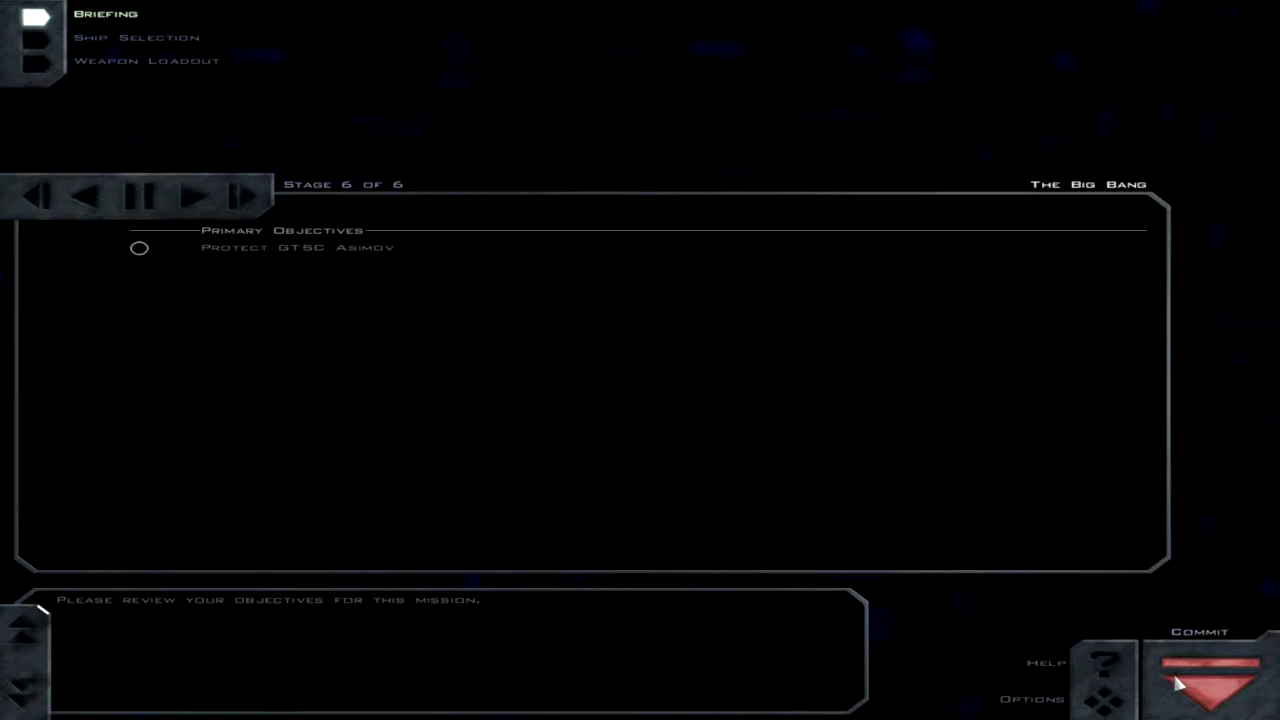 Briefing
Ship Selection
Weapon Loadout
Stage 6 of 6
The Big Bang
Primary Objectives
Protect GTSC Asimov
Please review your objectives for this mission.
Commit
Help
?
Options